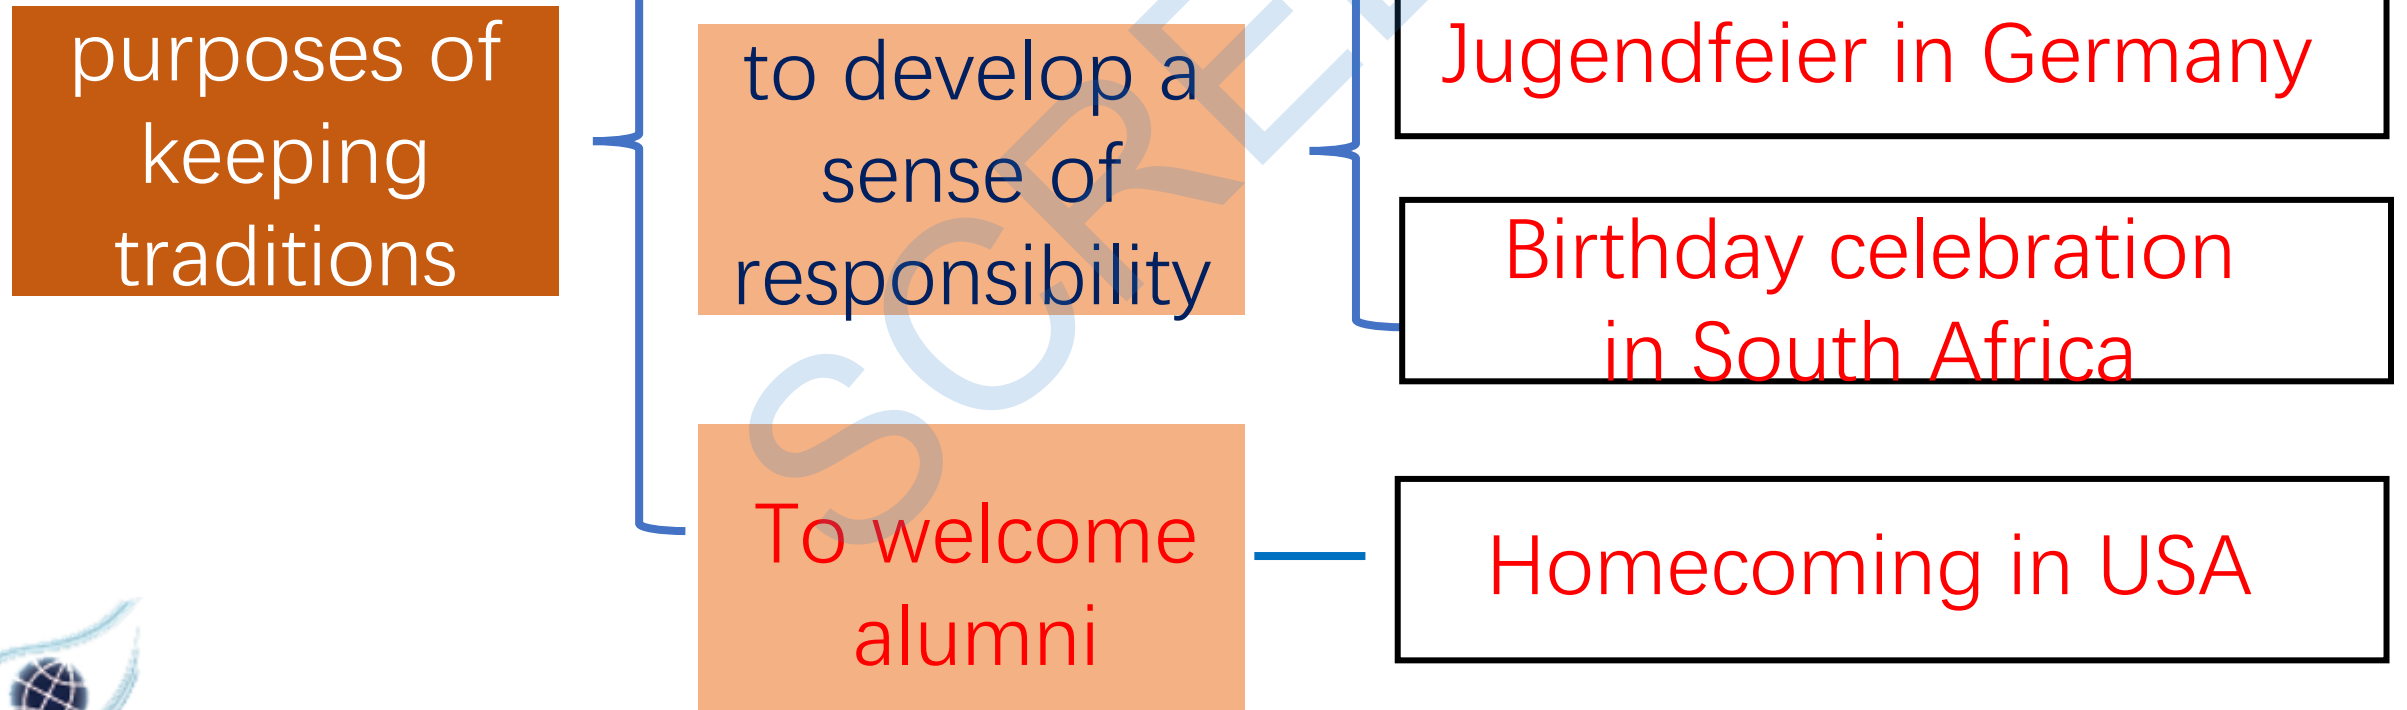 purposes of
keeping
traditions
to develop a
sense of
responsibility
Jugendfeier in Germany
Birthday celebration
in South Africa
To welcome
alumni
Homecoming in USA